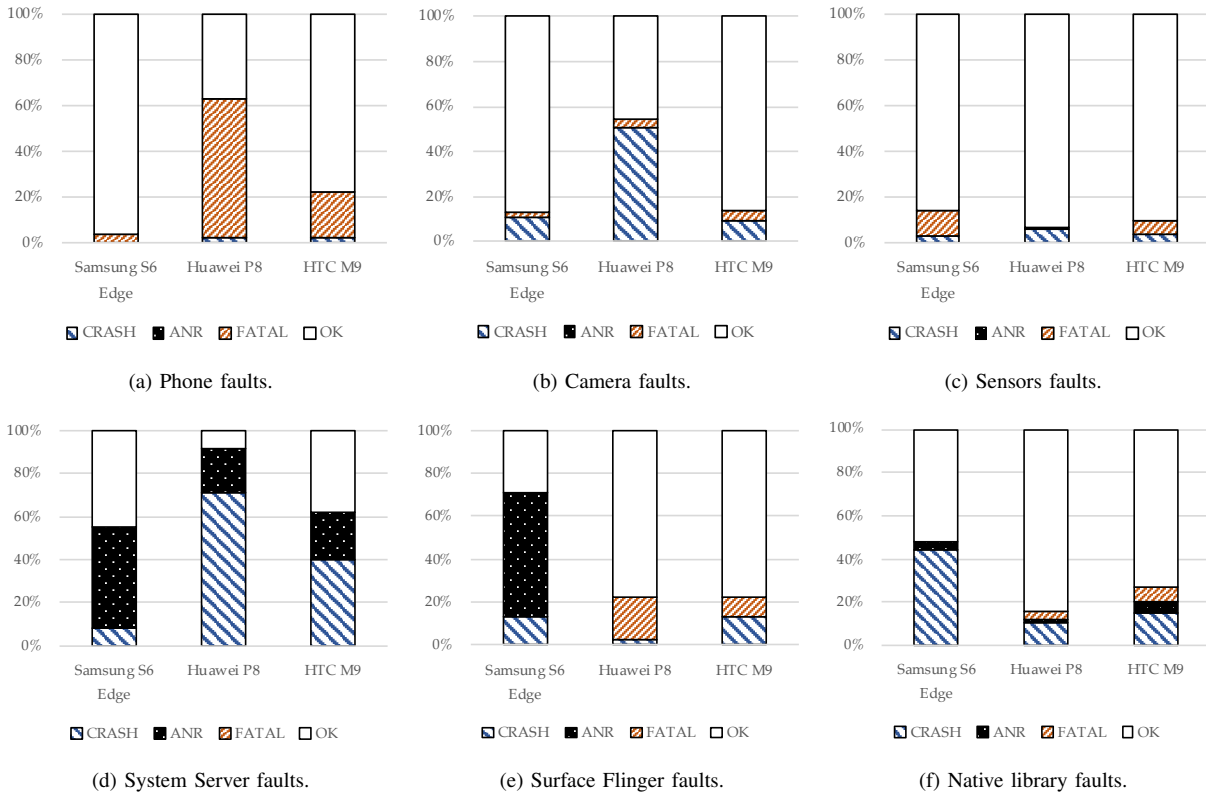 100%
80%
60%
40%
20%
0%
Samsung S6 Edge
Huawei P8
HTC M9
CRASH ANR FATAL OK
(a) Phone faults.
100%
80%
60%
40%
20%
0%
Samsung S6 Edge
Huawei P8
HTC M9
CRASH ANR FATAL OK
(b) Camera faults.
100%
80%
60%
40%
20%
0%
Samsung S6 Edge
Huawei P8
HTC M9
CRASH ANR FATAL OK
(c) Sensors faults.
100%
80%
60%
40%
20%
0%
Samsung S6 Edge
Huawei P8
HTC M9
CRASH ANR FATAL OK
(d) System Server faults.
100%
80%
60%
40%
20%
0%
Samsung S6 Edge
Huawei P8
HTC M9
CRASH ANR FATAL OK
(e) Surface Flinger faults.
100%
80%
60%
40%
20%
0%
Samsung S6 Edge
Huawei P8
HTC M9
CRASH ANR FATAL OK
(f) Native library faults.